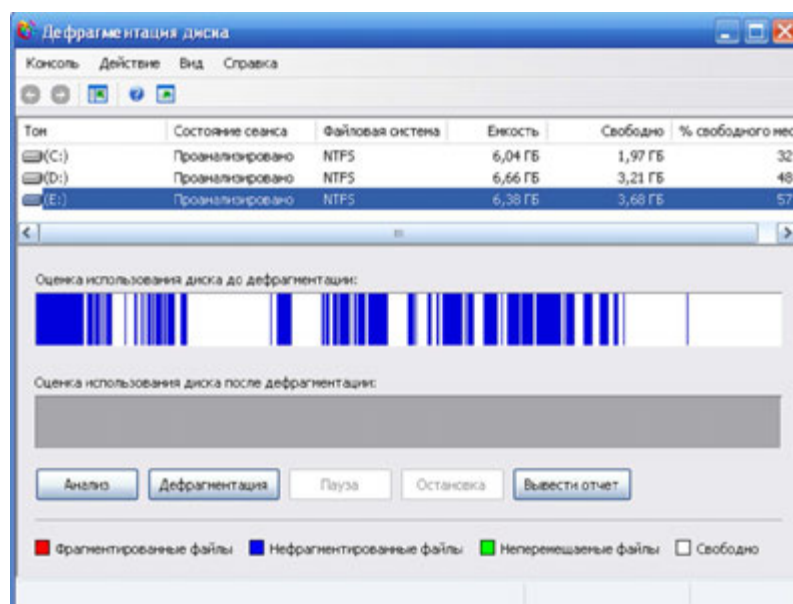 Дефрагментация диска
Консоль Действие Вид Справка
Том Состояние сеанса Файловая система Емкость Свободно % свободного мес
(C:) Проанализировано NTFS 6,04 ГБ 1,97 ГБ 32
(D:) Проанализировано NTFS 6,66 ГБ 3,21 ГБ 48
(E:) Проанализировано NTFS 6,38 ГБ 3,68 ГБ 57
Оценка использования диска до дефрагментации:
Оценка использования диска после дефрагментации:
Анализ Дефрагментация Пауза Остановка Вывести отчет
Фрагментированные файлы Нефрагментированные файлы Неперемещаемые файлы Свободно